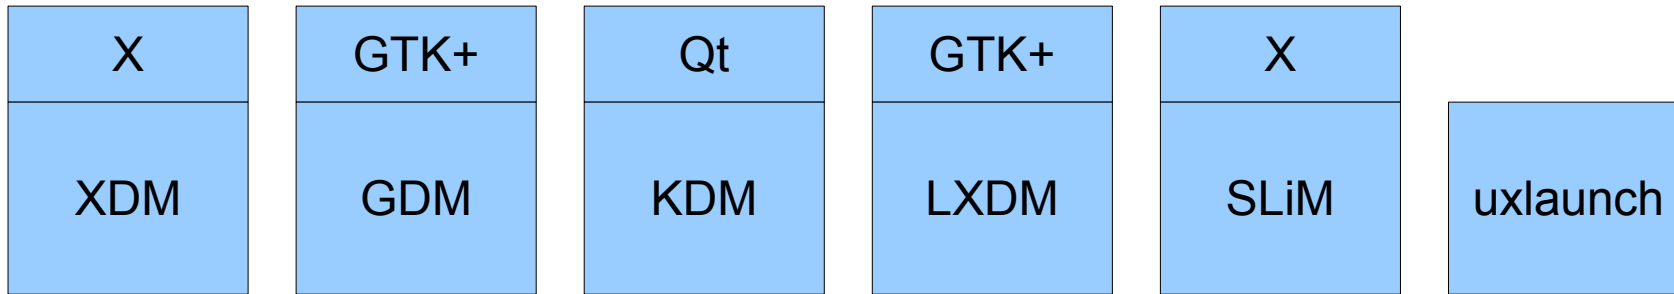 X
GTK+
Qt
GTK+
X
XDM
GDM
KDM
LXDM
SLiM
uxlaunch